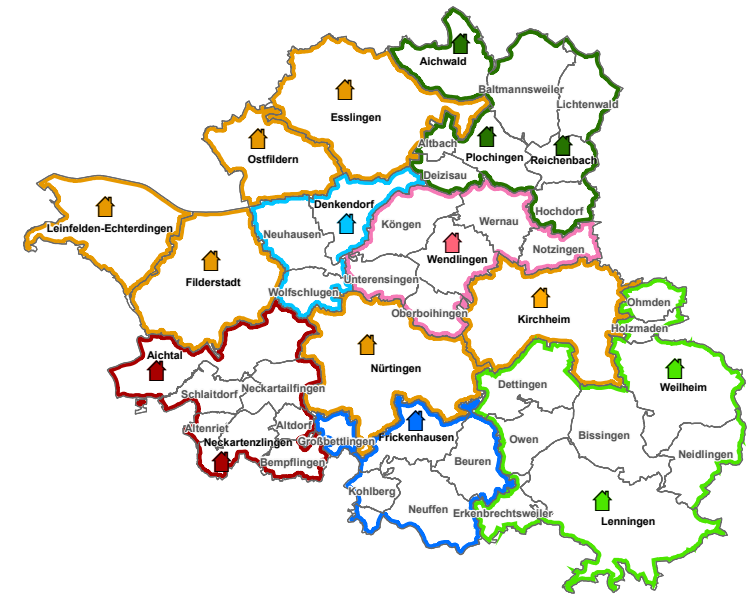 Aichwald
Baltmannsweiler
Lichtenwald
Esslingen
Altbach
Plochingen
Reichenbach
Ostfildern
Deizisau
Denkendorf
Hochdorf
Leinfelden-Echterdingen
Köngen
Wernau
Neuhausen
Notzingen
Wendlingen
Filderstadt
Unterensingen
Wolfschlugen
Ohmden
Oberboihingen
Kirchheim
Holzmaden
Aichtal
Nürtingen
Weilheim
Dettingen
Neckartailfingen
Schlaitdorf
Altenriet
Altdorf
Neckartenzlingen
Großbettlingen
Frickenhausen
Bissingen
Owen
Neidlingen
Bempflingen
Beuren
Kohlberg
Neuffen
Erkenbrechtsweiler
Lenningen